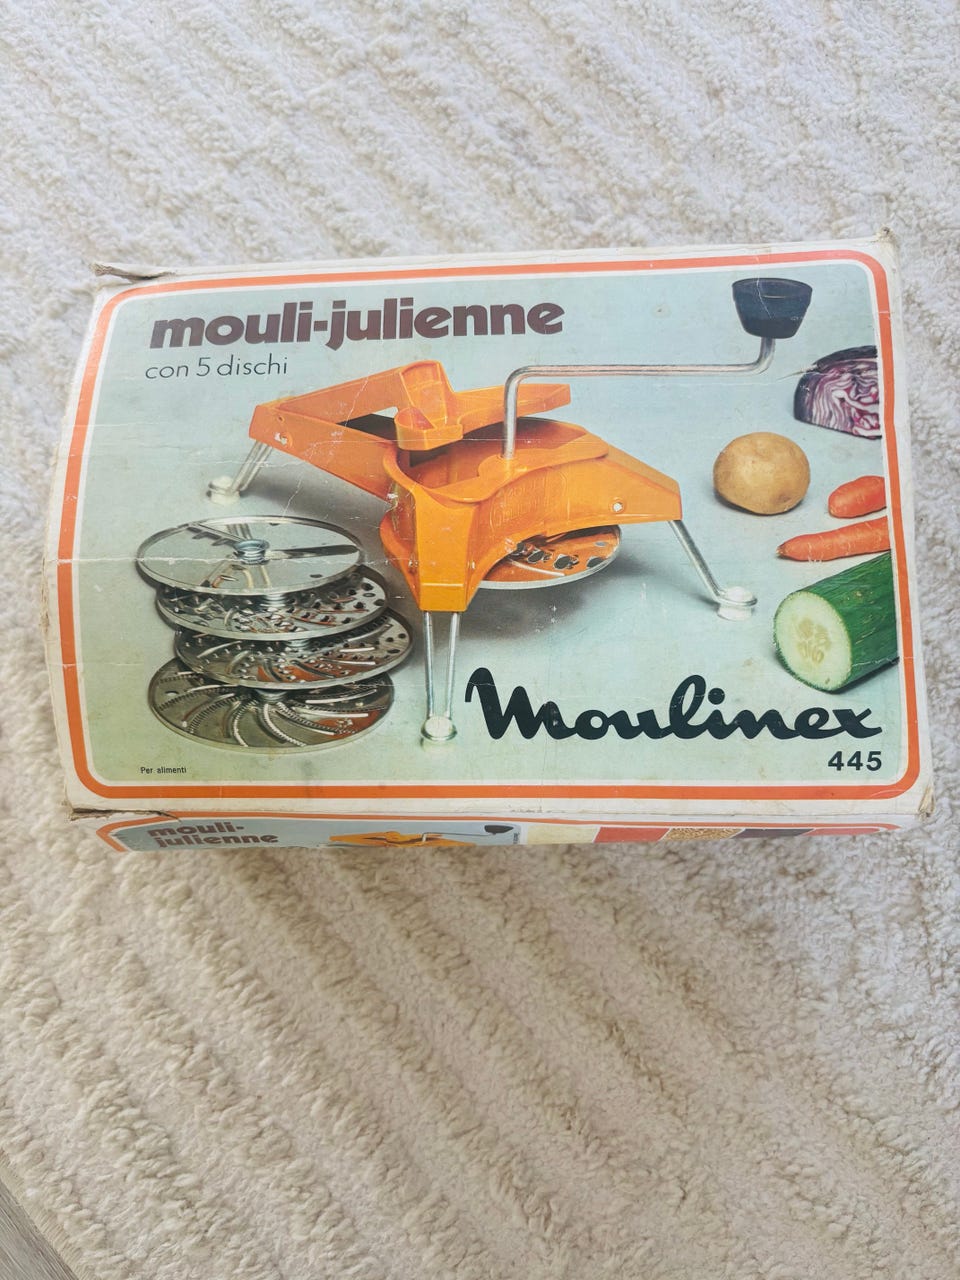 mouli-julienne
con 5 dischi
Moulinex
445
Per alimenti
mouli-
julienne